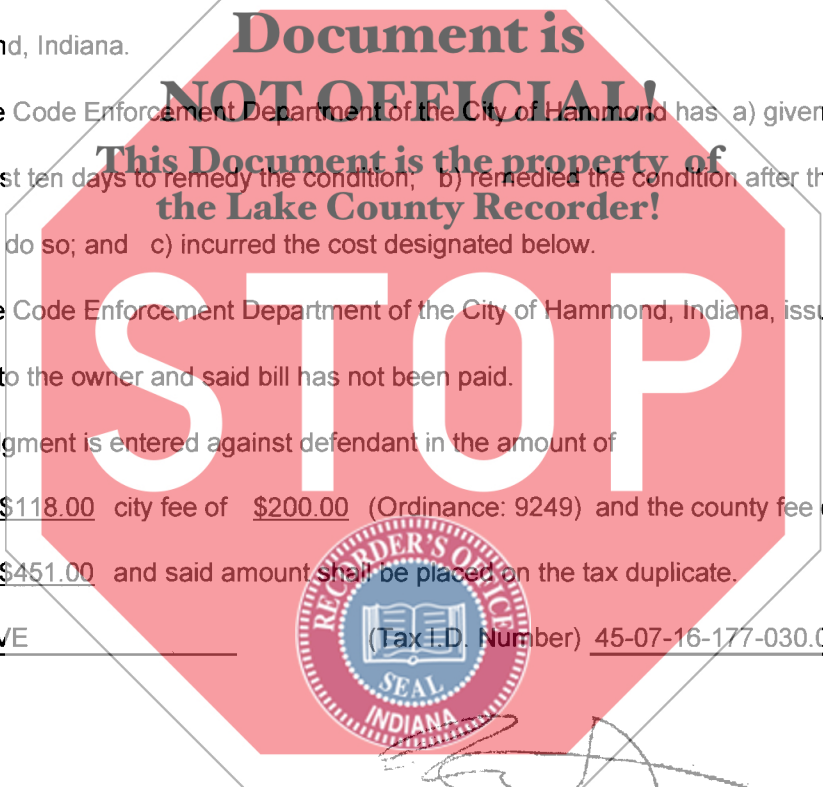 Document is
nd, Indiana.
NOT OFFICIAL!
e Code Enforcement Department of the City of Hammond has a) given
This Document is the property of
st ten days to remedy the condition; b) remedied the condition after th
the Lake County Recorder!
do so; and c) incurred the cost designated below.
e Code Enforcement Department of the City of Hammond, Indiana, issu
to the owner and said bill has not been paid.
STOP
dgment is entered against defendant in the amount of
$118.00 city fee of $200.00 (Ordinance: 9249) and the county fee
$451.00 and said amount shall be placed on the tax duplicate.
VE (Tax I.D. Number) 45-07-16-177-030.0
RECORDER'S OFFICE
SEAL
INDIANA